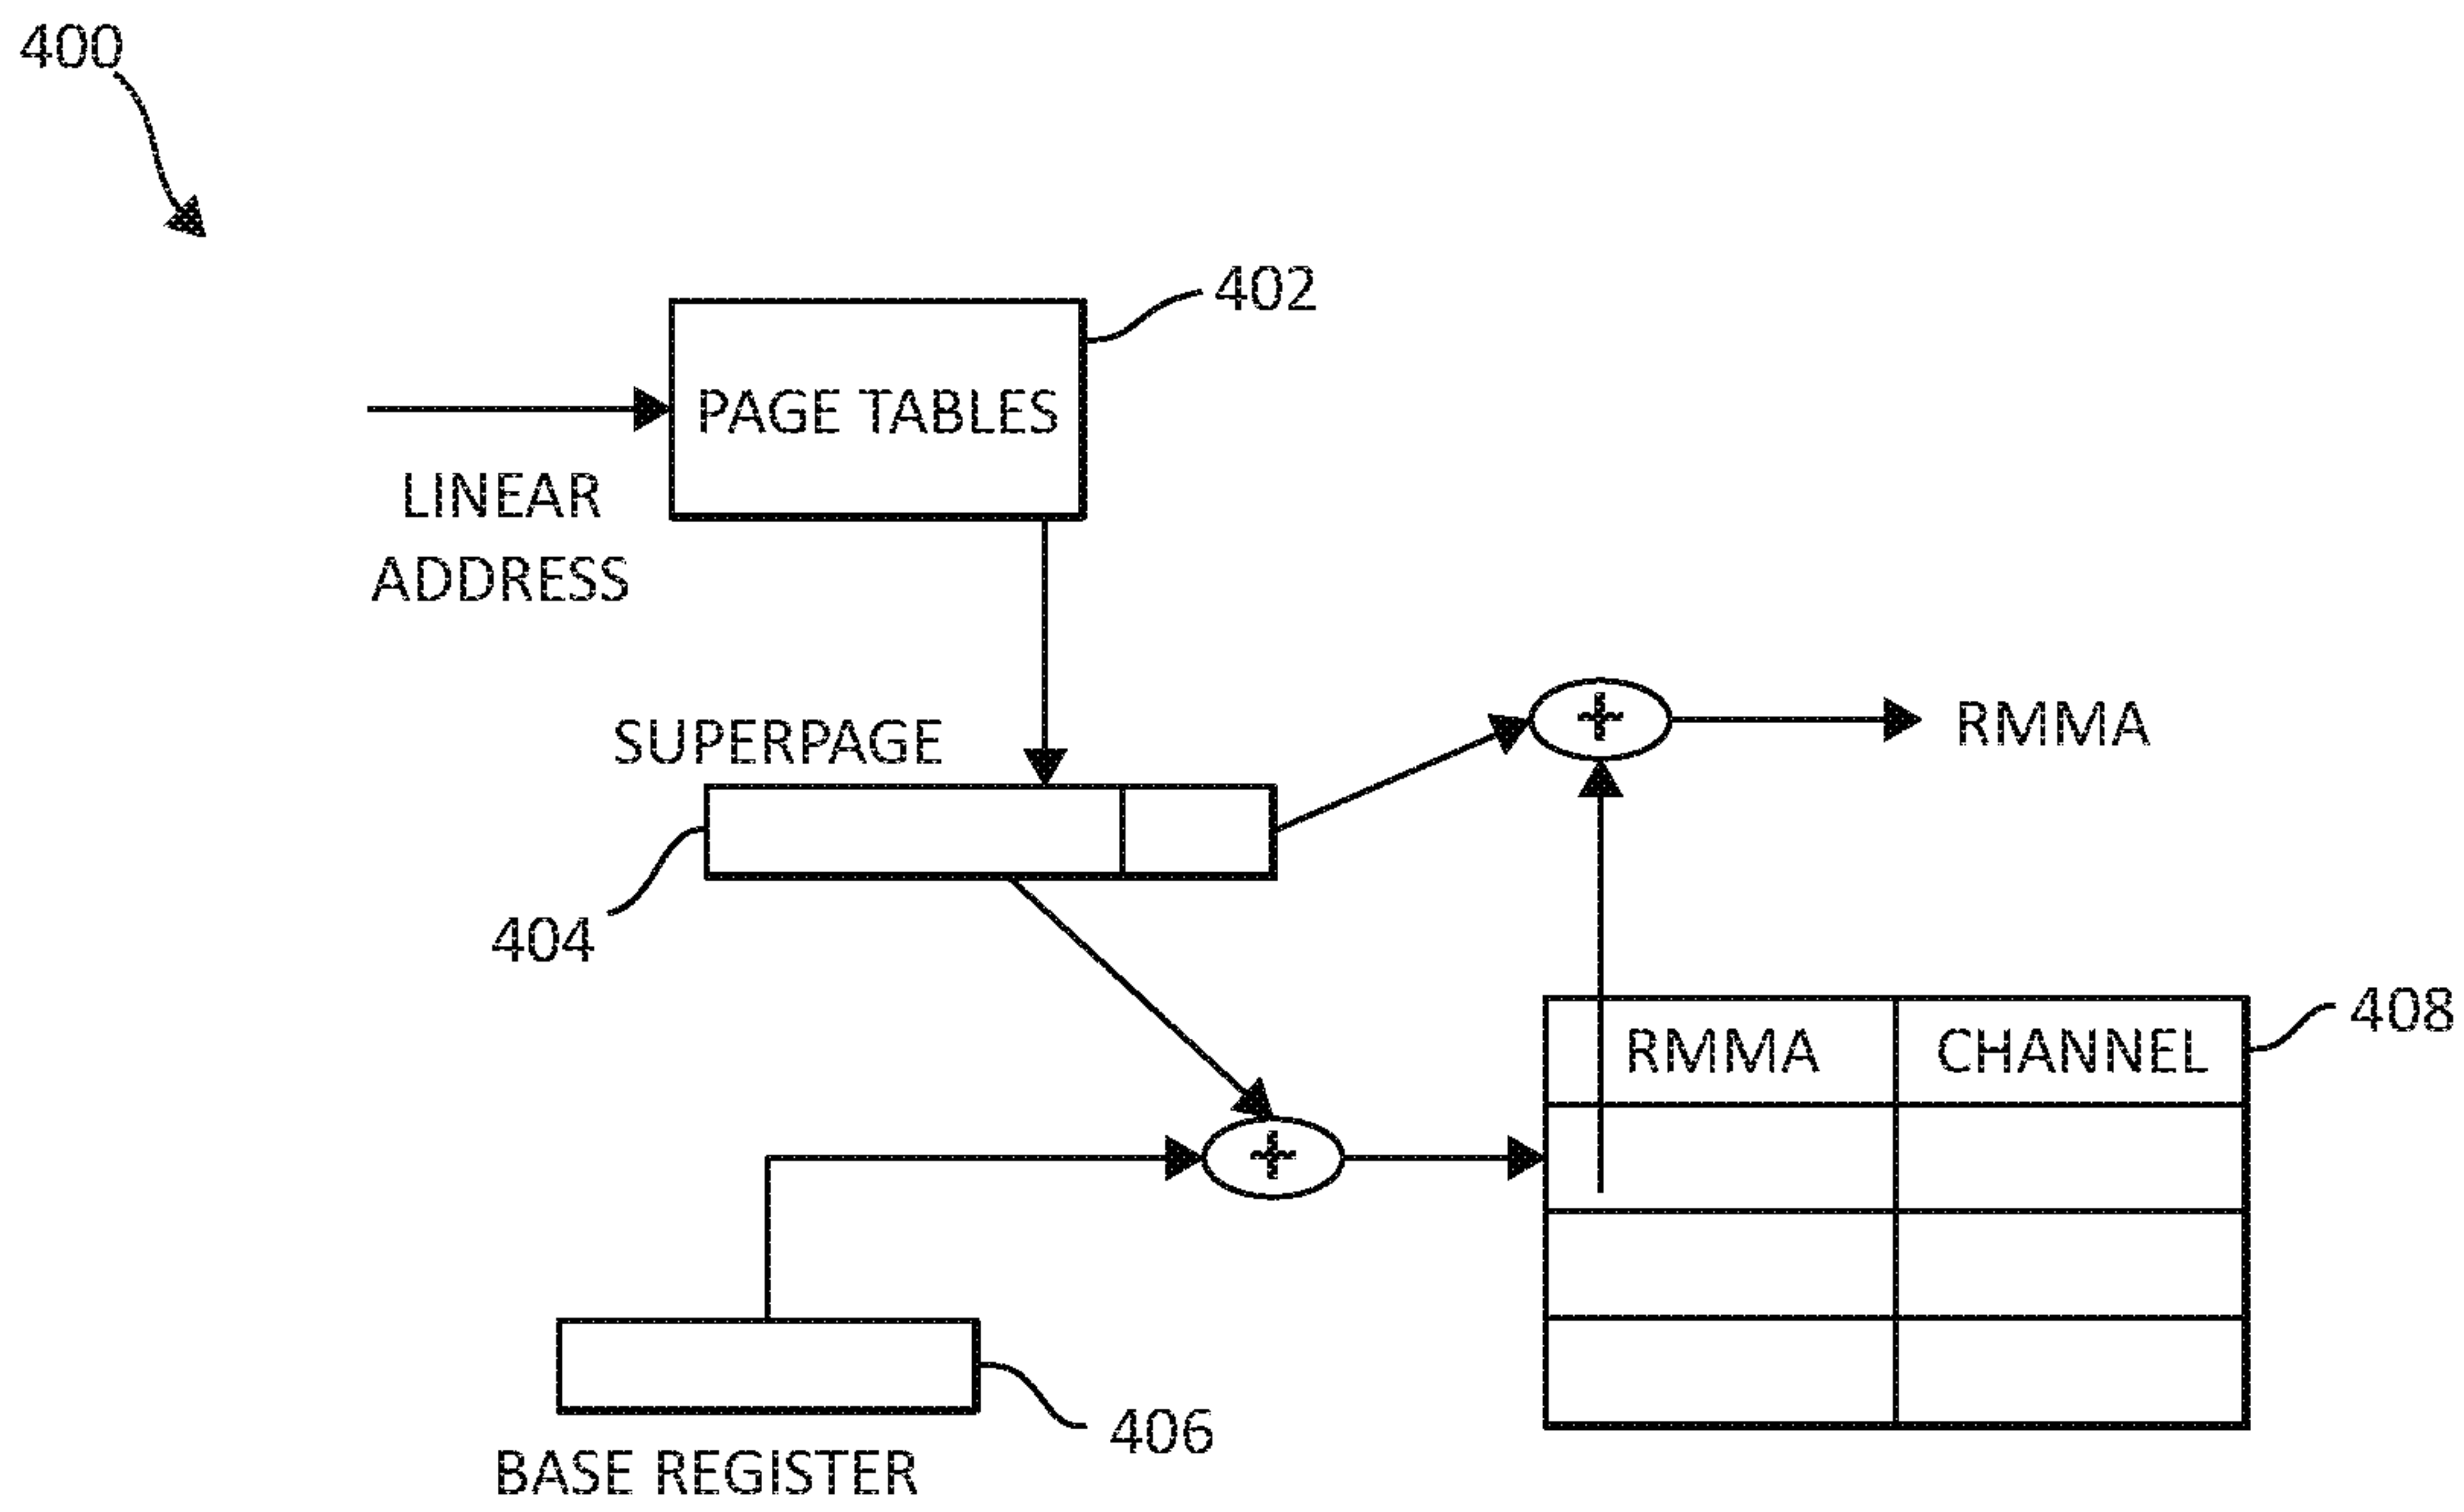 400
402
PAGE TABLES
LINEAR
ADDRESS
SUPERPAGE
+
RMMA
404
408
RMMA CHANNEL
+
406
BASE REGISTER